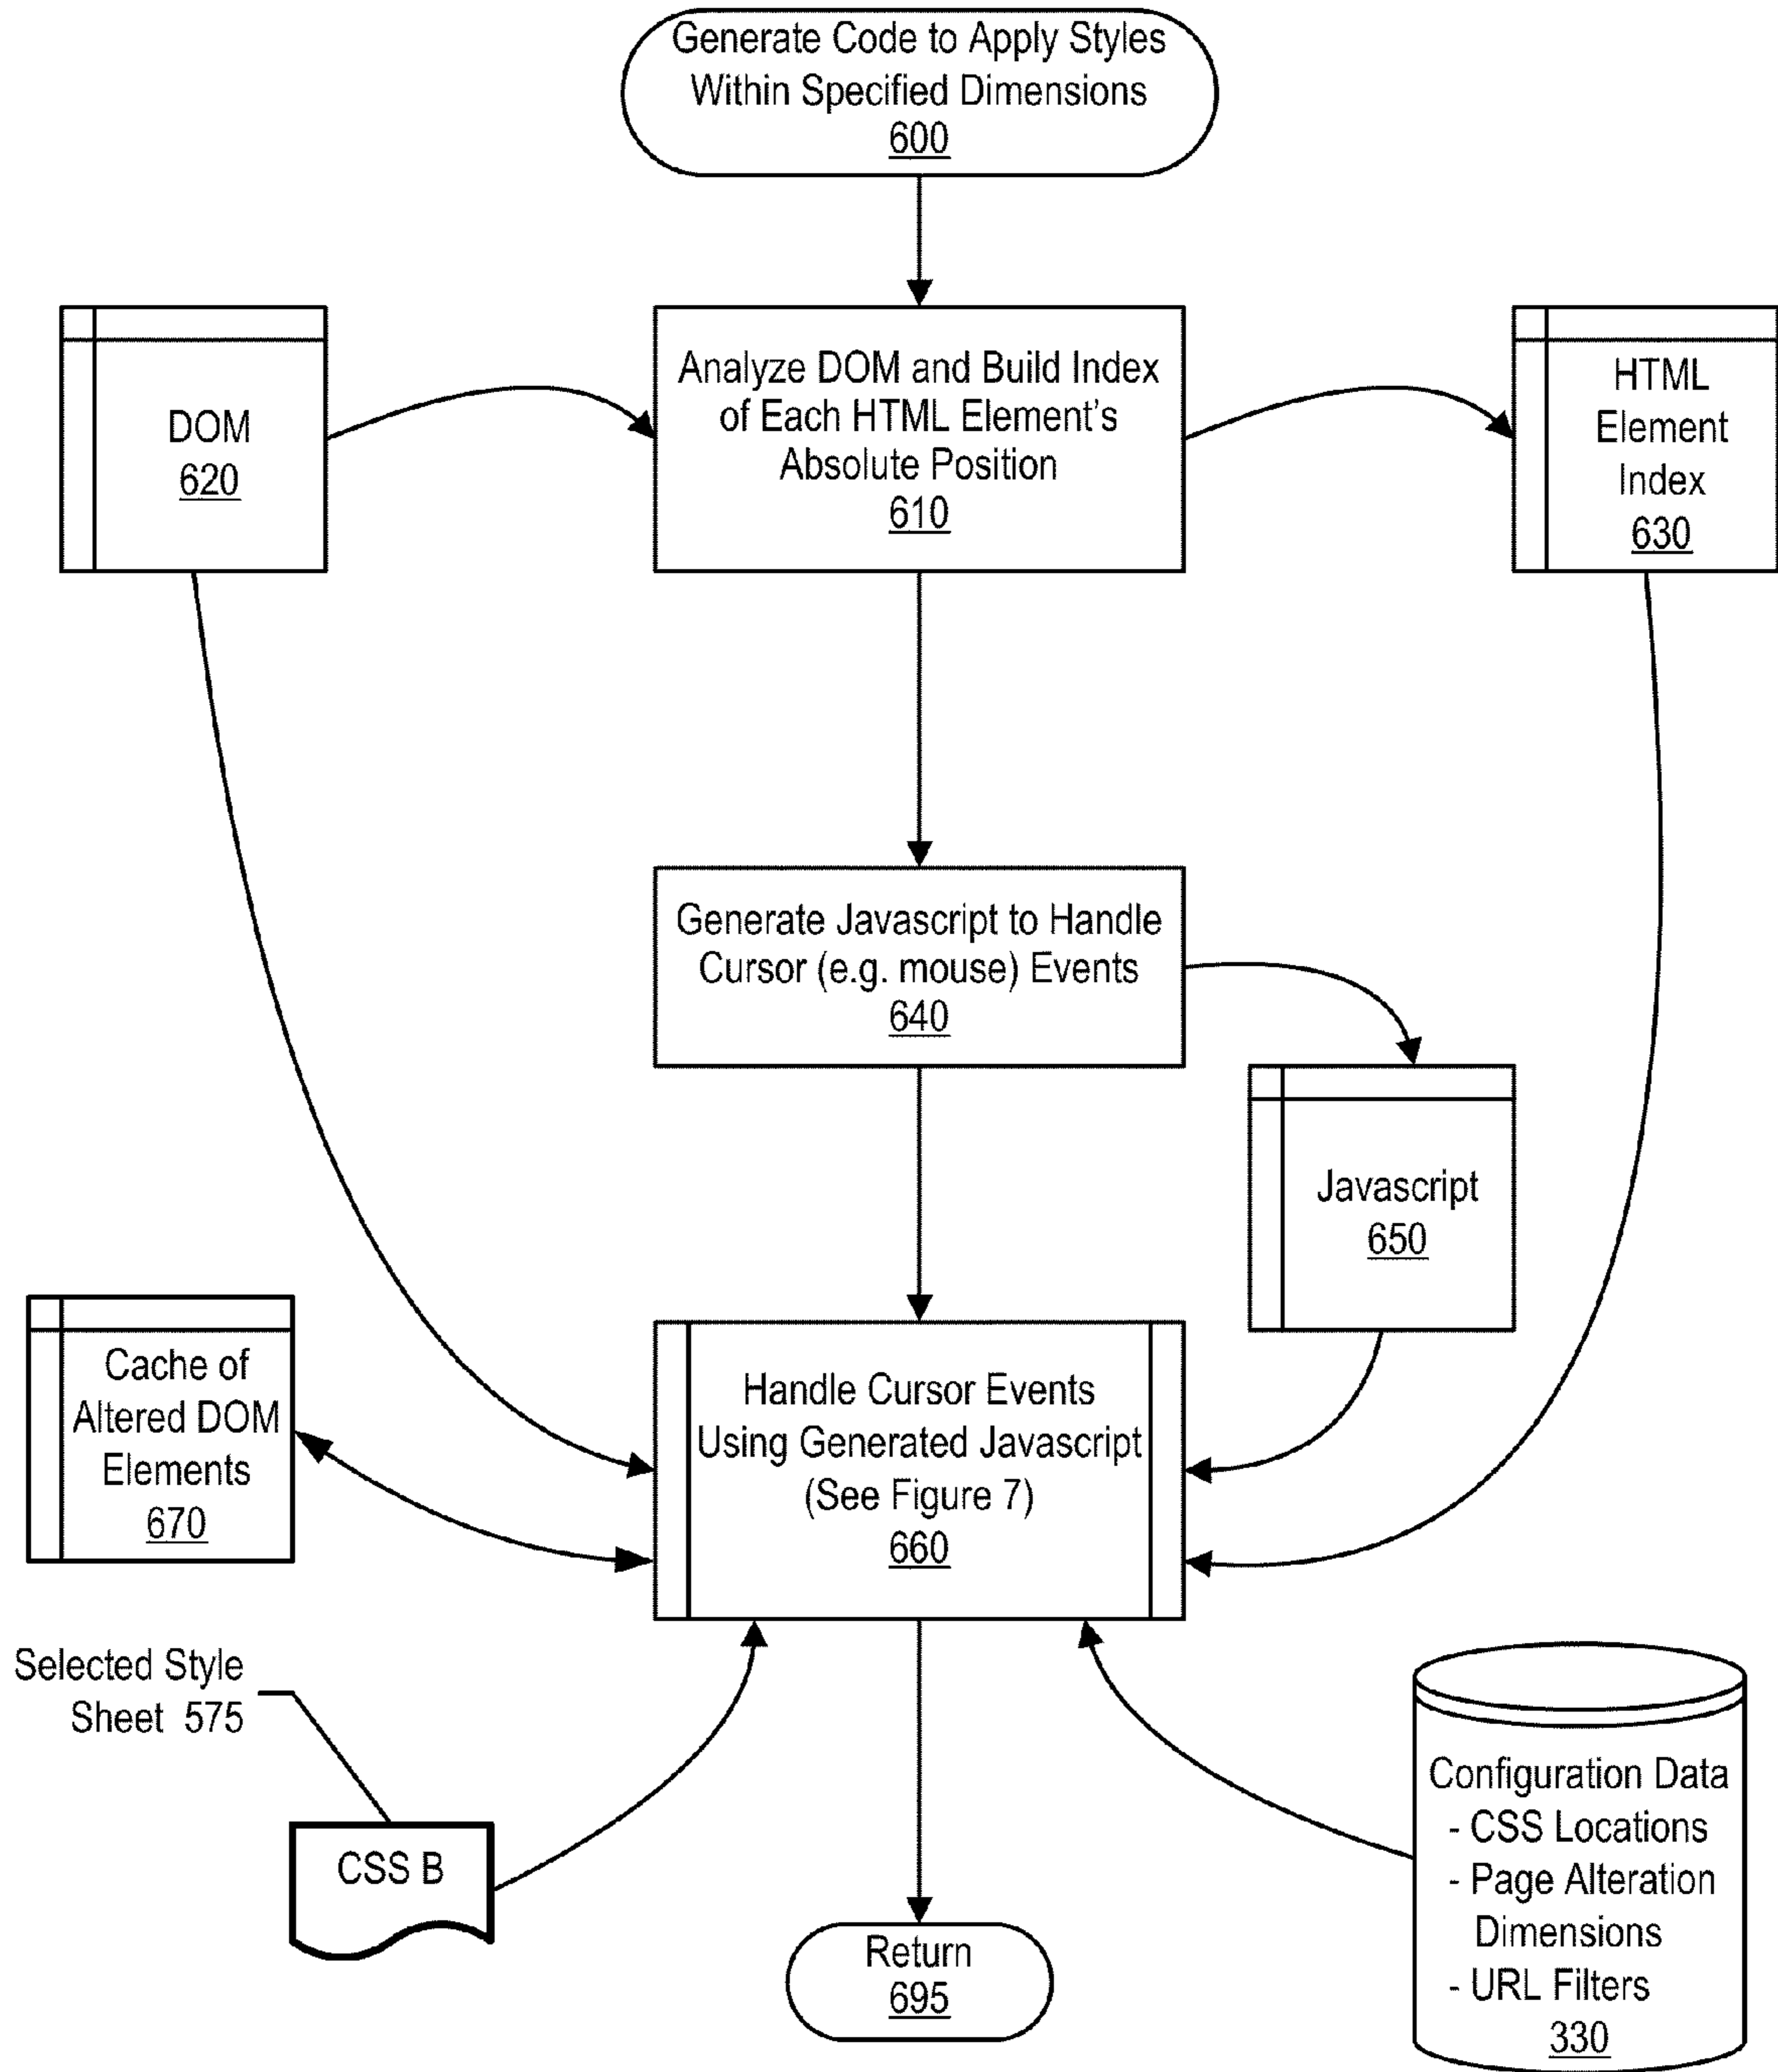 Generate Code to Apply Styles
Within Specified Dimensions
600
DOM
620
Analyze DOM and Build Index
of Each HTML Element's
Absolute Position
610
HTML
Element
Index
630
Generate Javascript to Handle
Cursor (e.g. mouse) Events
640
Javascript
650
Cache of
Altered DOM
Elements
670
Handle Cursor Events
Using Generated Javascript
(See Figure 7)
660
Selected Style
Sheet 575
CSS B
Return
695
Configuration Data
- CSS Locations
- Page Alteration
Dimensions
- URL Filters
330